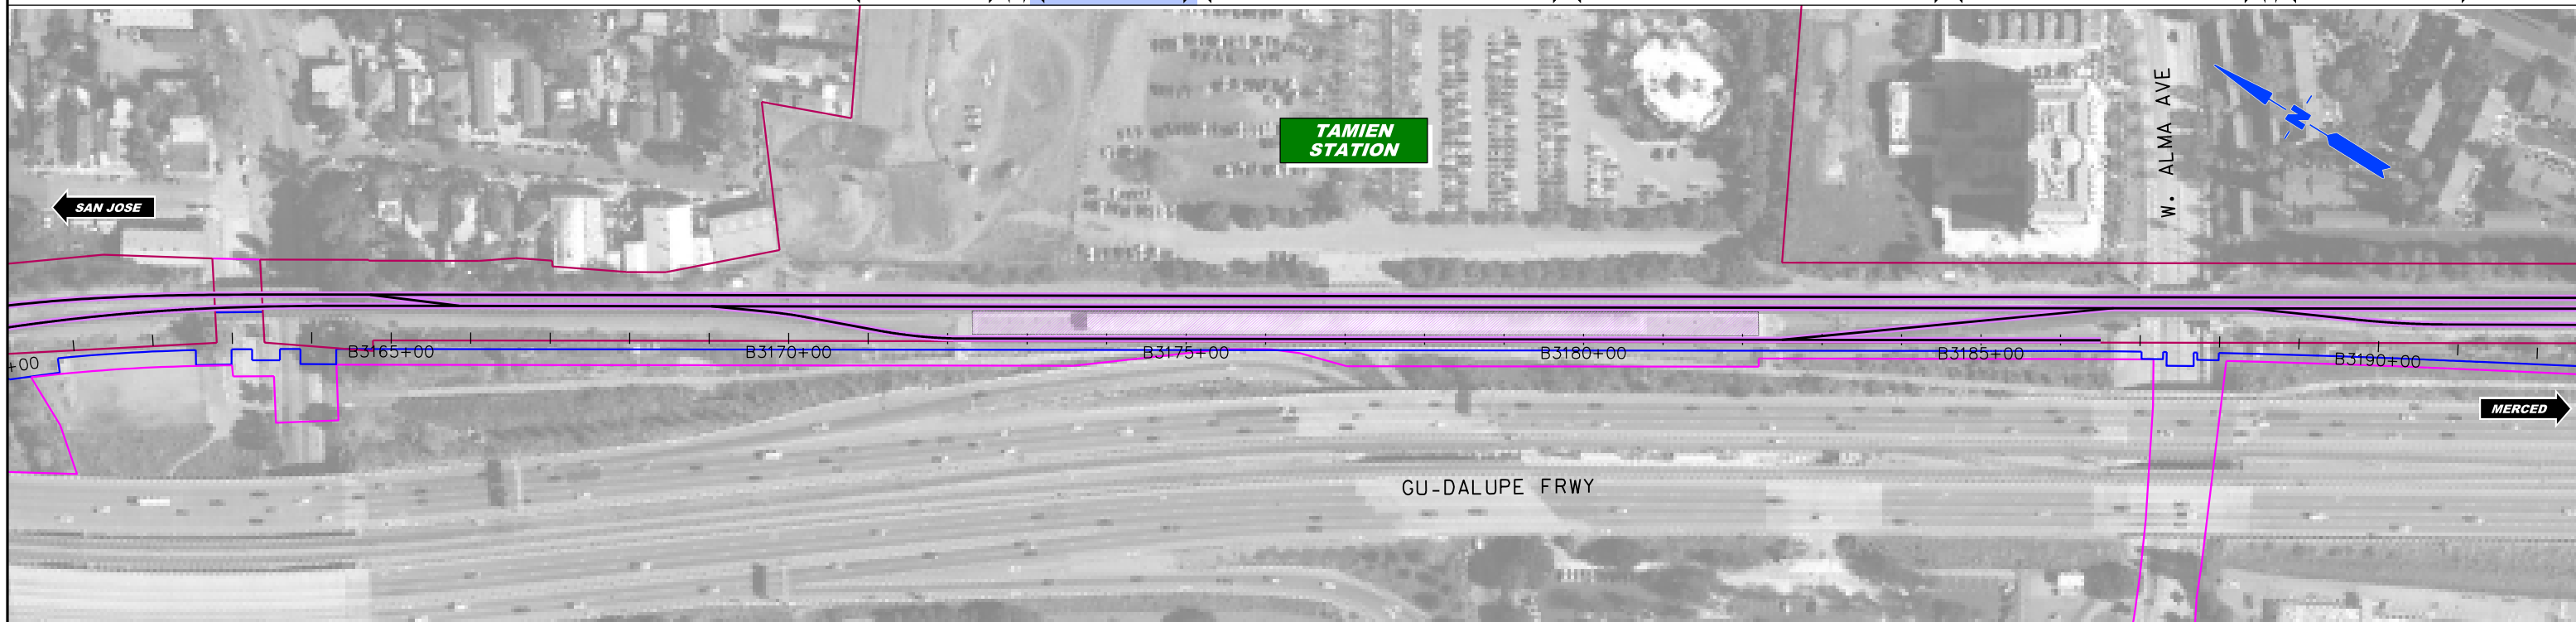 TAMIEN
STATION
W. ALMA AVE
N
SAN JOSE
+00
B3165+00
B3170+00
B3175+00
B3180+00
B3185+00
B3190+00
MERCED
GU-DALUPE FRWY